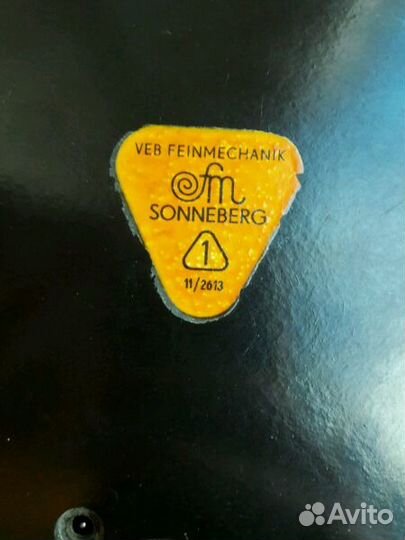 VEB FEINMECHANIK
fm
SONNEBERG
1
11/2613
Avito